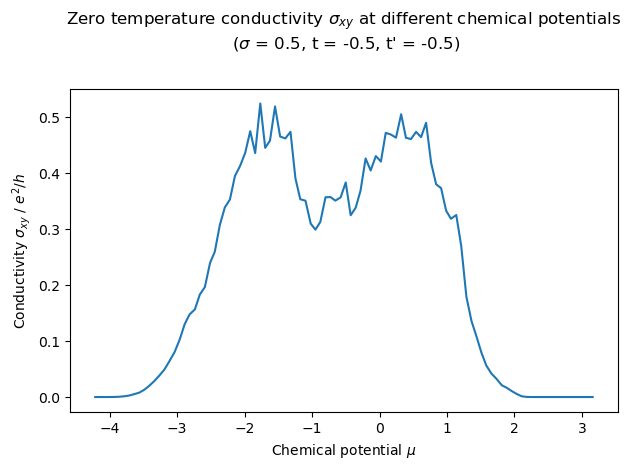 Zero temperature conductivity σxy at different chemical potentials
(σ = 0.5, t = -0.5, t' = -0.5)
0.5
0.4
0.3
0.2
0.1
0.0
Conductivity σxy / e²/h
−4 −3 −2 −1 0 1 2 3
Chemical potential μ